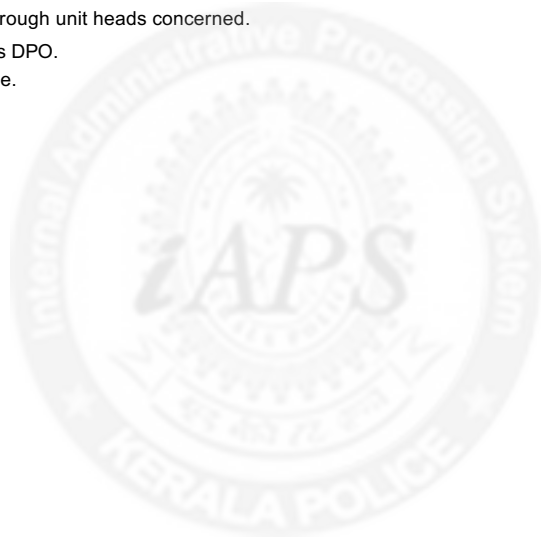 rough unit heads concerned.
s DPO.
e.
Internal Administrative Processing System
iAPS
KERALA POLICE